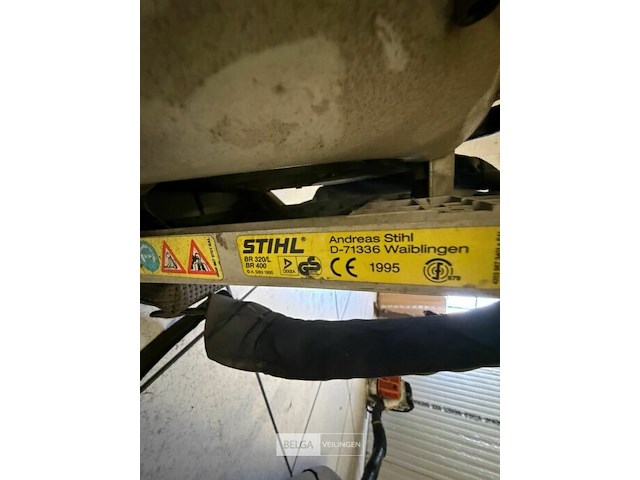 STIHL
BR 320/L
BR 400
Andreas Stihl
D-71336 Waiblingen
CE 1995
BELGA VEILINGEN